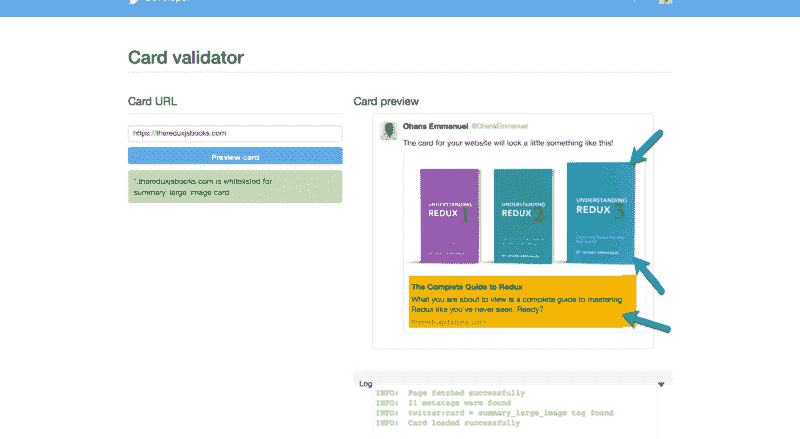 Developer
Card validator
Card URL
https://thereduxjsbooks.com
Preview card
*.thereduxjsbooks.com is whitelisted for
summary_large_image card
Card preview
Ohans Emmanuel @OhansEmmanuel
The card for your website will look a little something like this!
UNDERSTANDING
REDUX 1
UNDERSTANDING
REDUX 2
UNDERSTANDING
REDUX 3
BY OHANS EMMANUEL
The Complete Guide to Redux
What you are about to view is a complete guide to mastering
Redux like you've never seen. Ready?
thereduxjsbooks.com
Log
INFO: Page fetched successfully
INFO: 21 metatags were found
INFO: twitter:card = summary_large_image tag found
INFO: Card loaded successfully